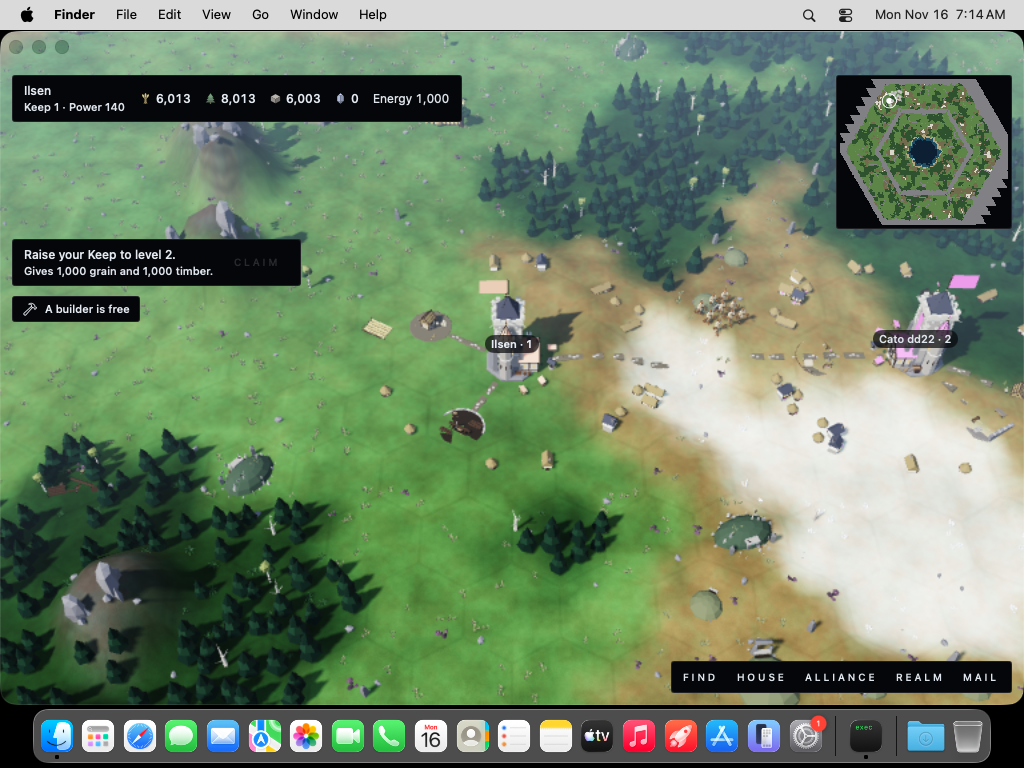 Finder File Edit View Go Window Help Mon Nov 16 7:14 AM
Ilsen
Keep 1 · Power 140
6,013 8,013 6,003 0 Energy 1,000
Raise your Keep to level 2.
Gives 1,000 grain and 1,000 timber.
CLAIM
A builder is free
Ilsen · 1
Cato dd22 · 2
FIND HOUSE ALLIANCE REALM MAIL
Mon
16
tv
1
exec